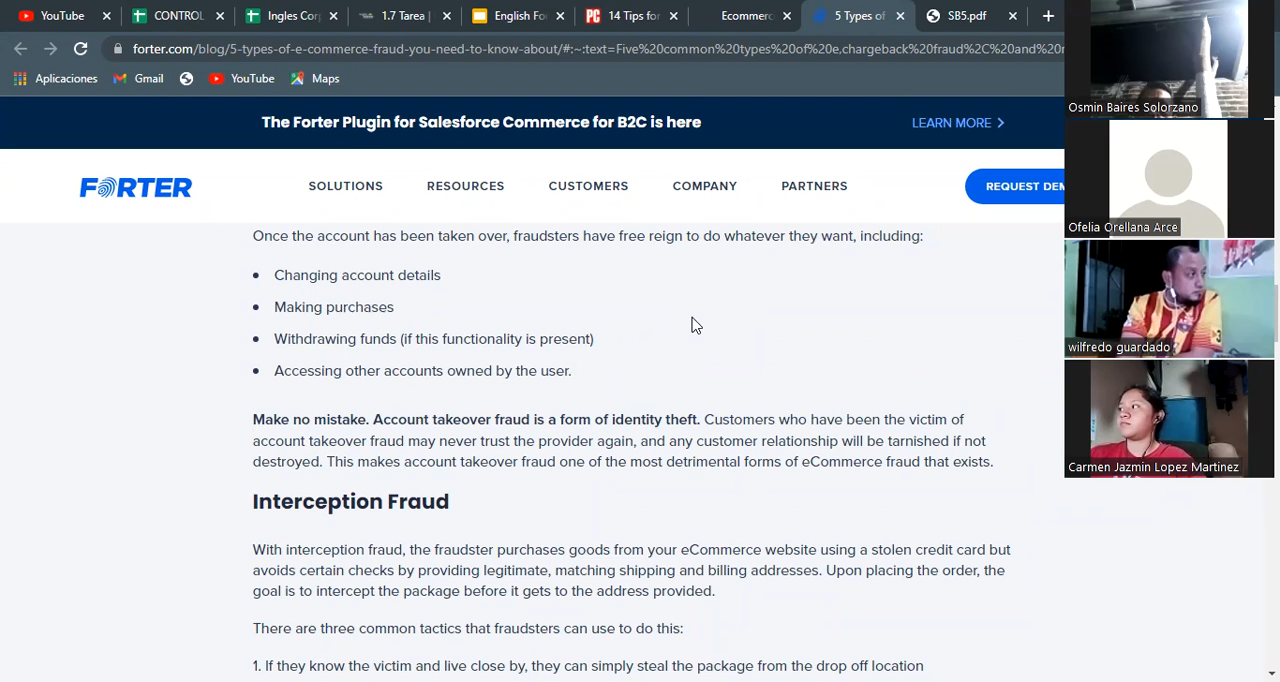 YouTube
CONTROL
Ingles Cor
1.7 Tarea |
English Fo
14 Tips for
Ecommerc
5 Types of
SB5.pdf
forter.com/blog/5-types-of-e-commerce-fraud-you-need-to-know-about/#:~:text=Five%20common%20types%20of%20e,chargeback%20fraud%2C%20and%20r
Aplicaciones
Gmail
YouTube
Maps
The Forter Plugin for Salesforce Commerce for B2C is here
LEARN MORE
FORTER
SOLUTIONS
RESOURCES
CUSTOMERS
COMPANY
PARTNERS
REQUEST DEM
Once the account has been taken over, fraudsters have free reign to do whatever they want, including:
• Changing account details
• Making purchases
• Withdrawing funds (if this functionality is present)
• Accessing other accounts owned by the user.
Make no mistake. Account takeover fraud is a form of identity theft. Customers who have been the victim of
account takeover fraud may never trust the provider again, and any customer relationship will be tarnished if not
destroyed. This makes account takeover fraud one of the most detrimental forms of eCommerce fraud that exists.
Interception Fraud
With interception fraud, the fraudster purchases goods from your eCommerce website using a stolen credit card but
avoids certain checks by providing legitimate, matching shipping and billing addresses. Upon placing the order, the
goal is to intercept the package before it gets to the address provided.
There are three common tactics that fraudsters can use to do this:
1. If they know the victim and live close by, they can simply steal the package from the drop off location
Osmin Baires Solorzano
Ofelia Orellana Arce
wilfredo guardado
Carmen Jazmin Lopez Martinez